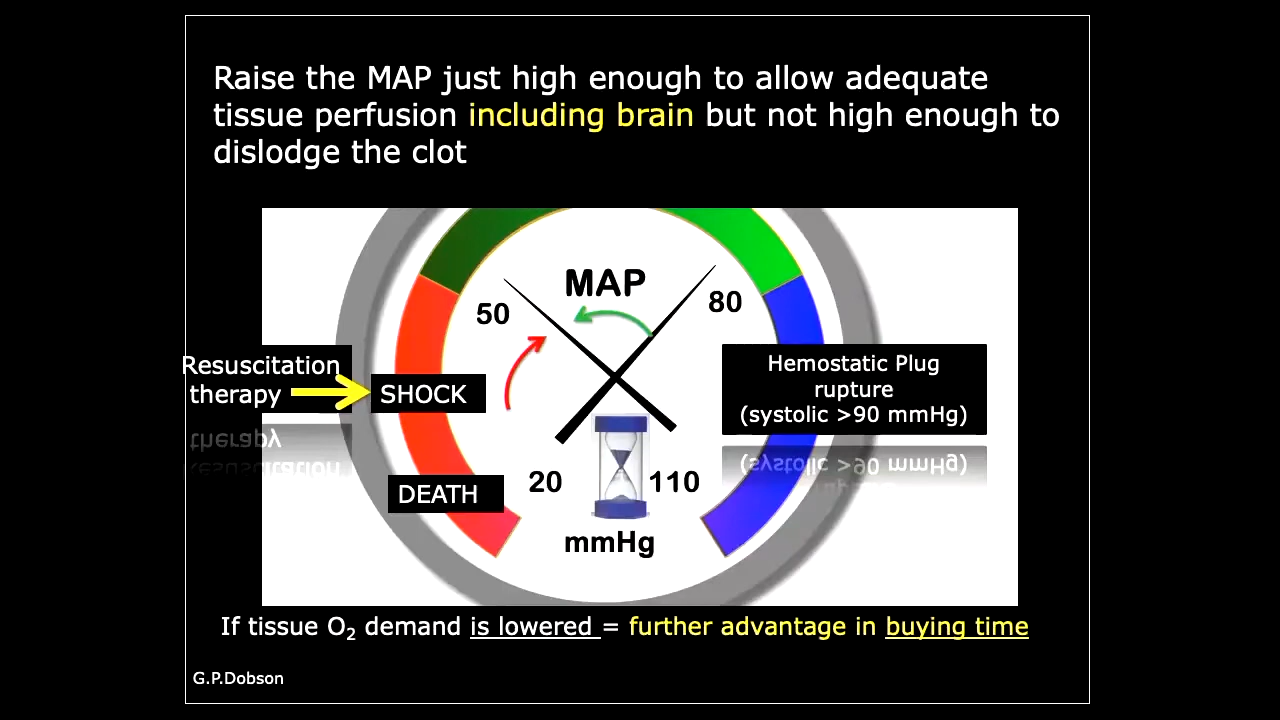 Raise the MAP just high enough to allow adequate
tissue perfusion including brain but not high enough to
dislodge the clot
MAP
50
80
Resuscitation
therapy
SHOCK
Hemostatic Plug
rupture
(systolic >90 mmHg)
DEATH
20
110
mmHg
If tissue O₂ demand is lowered = further advantage in buying time
G.P.Dobson